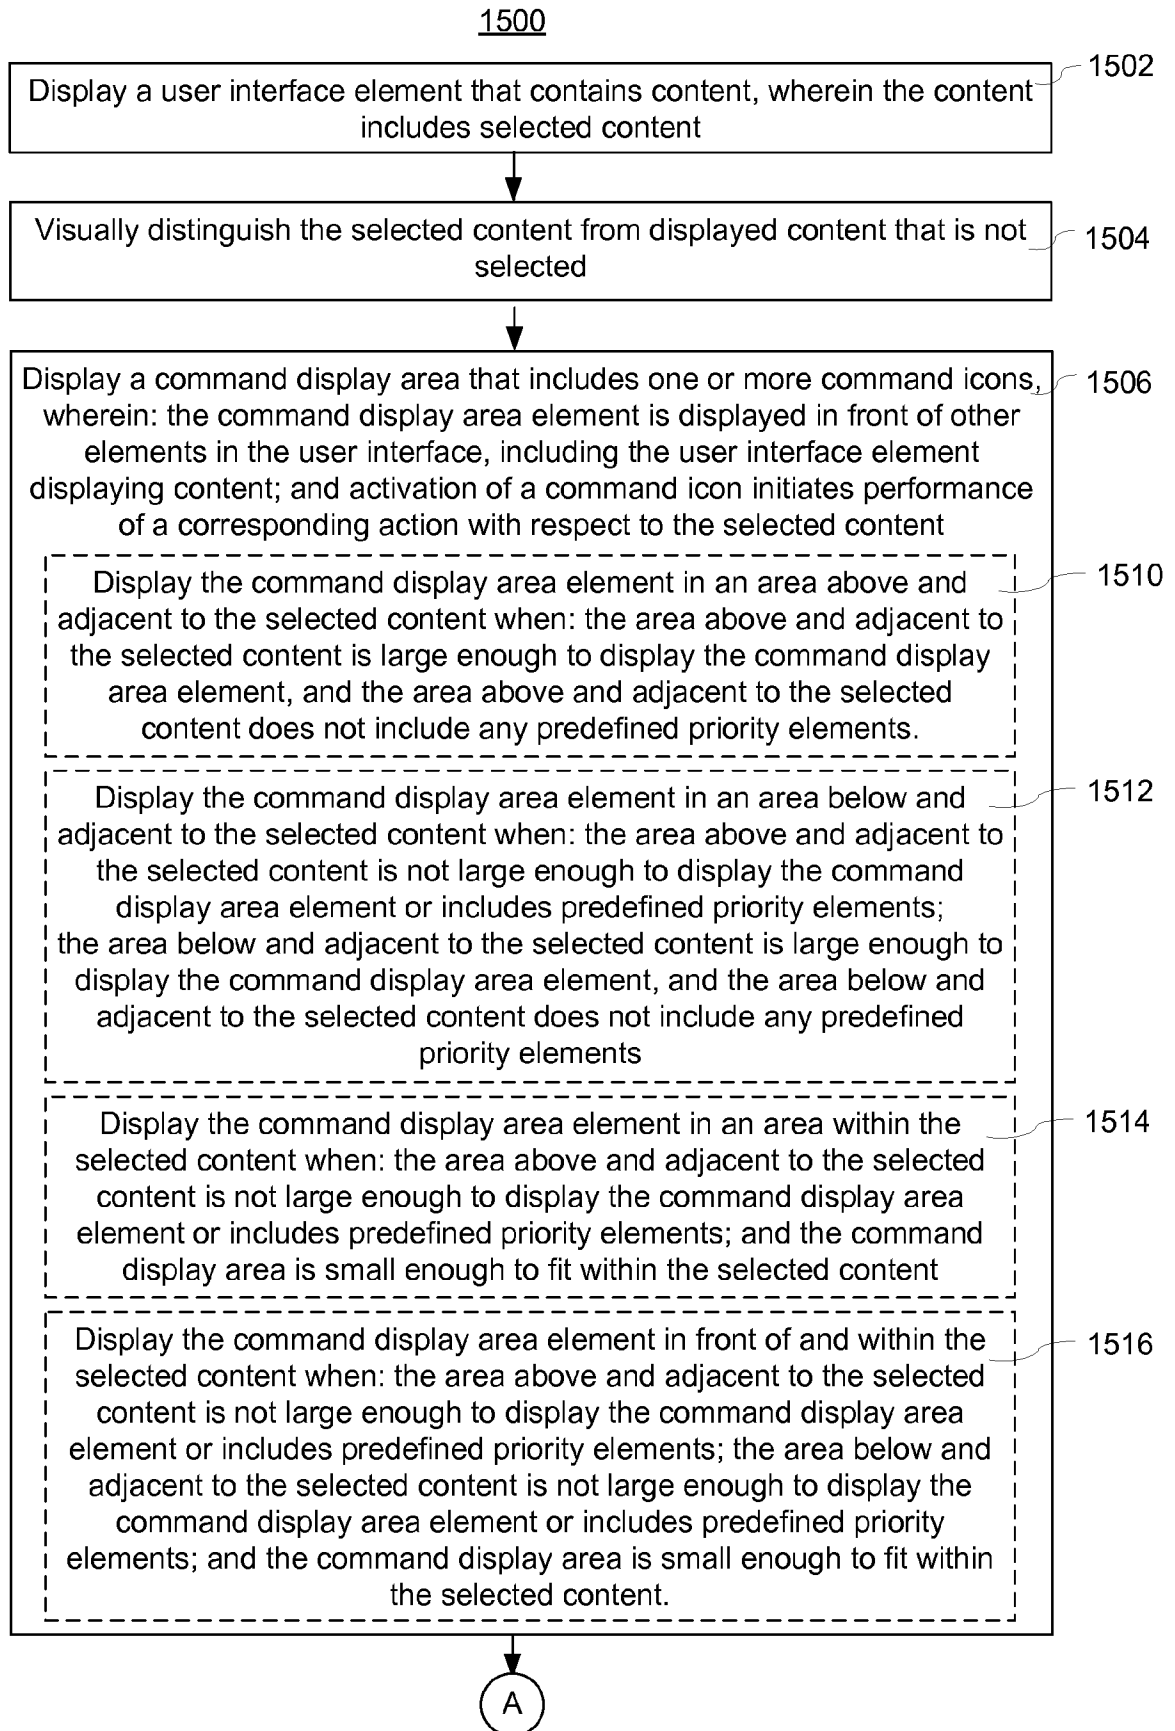 1500
1502
Display a user interface element that contains content, wherein the content
includes selected content
1504
Visually distinguish the selected content from displayed content that is not
selected
1506
Display a command display area that includes one or more command icons,
wherein: the command display area element is displayed in front of other
elements in the user interface, including the user interface element
displaying content; and activation of a command icon initiates performance
of a corresponding action with respect to the selected content
1510
Display the command display area element in an area above and
adjacent to the selected content when: the area above and adjacent to
the selected content is large enough to display the command display
area element, and the area above and adjacent to the selected
content does not include any predefined priority elements.
1512
Display the command display area element in an area below and
adjacent to the selected content when: the area above and adjacent to
the selected content is not large enough to display the command
display area element or includes predefined priority elements;
the area below and adjacent to the selected content is large enough to
display the command display area element, and the area below and
adjacent to the selected content does not include any predefined
priority elements
1514
Display the command display area element in an area within the
selected content when: the area above and adjacent to the selected
content is not large enough to display the command display area
element or includes predefined priority elements; and the command
display area is small enough to fit within the selected content
1516
Display the command display area element in front of and within the
selected content when: the area above and adjacent to the selected
content is not large enough to display the command display area
element or includes predefined priority elements; the area below and
adjacent to the selected content is not large enough to display the
command display area element or includes predefined priority
elements; and the command display area is small enough to fit within
the selected content.
A